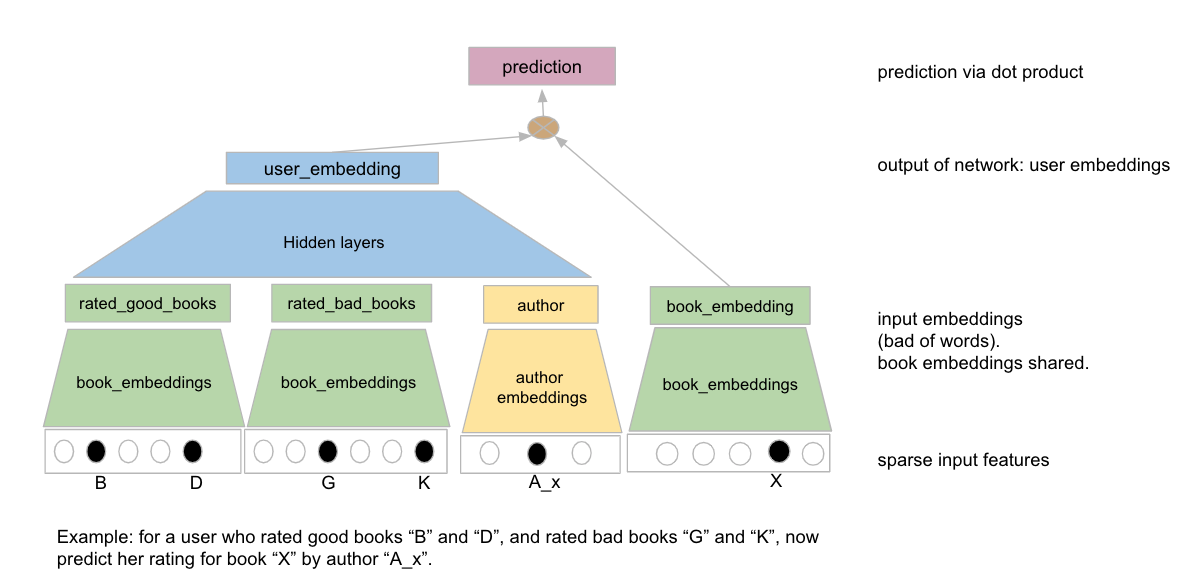 prediction
prediction via dot product
user_embedding
output of network: user embeddings
Hidden layers
rated_good_books
rated_bad_books
author
book_embedding
input embeddings
(bad of words).
book embeddings shared.
book_embeddings
book_embeddings
author
embeddings
book_embeddings
sparse input features
B
D
G
K
A_x
X
Example: for a user who rated good books “B” and “D”, and rated bad books “G” and “K”, now
predict her rating for book “X” by author “A_x”.